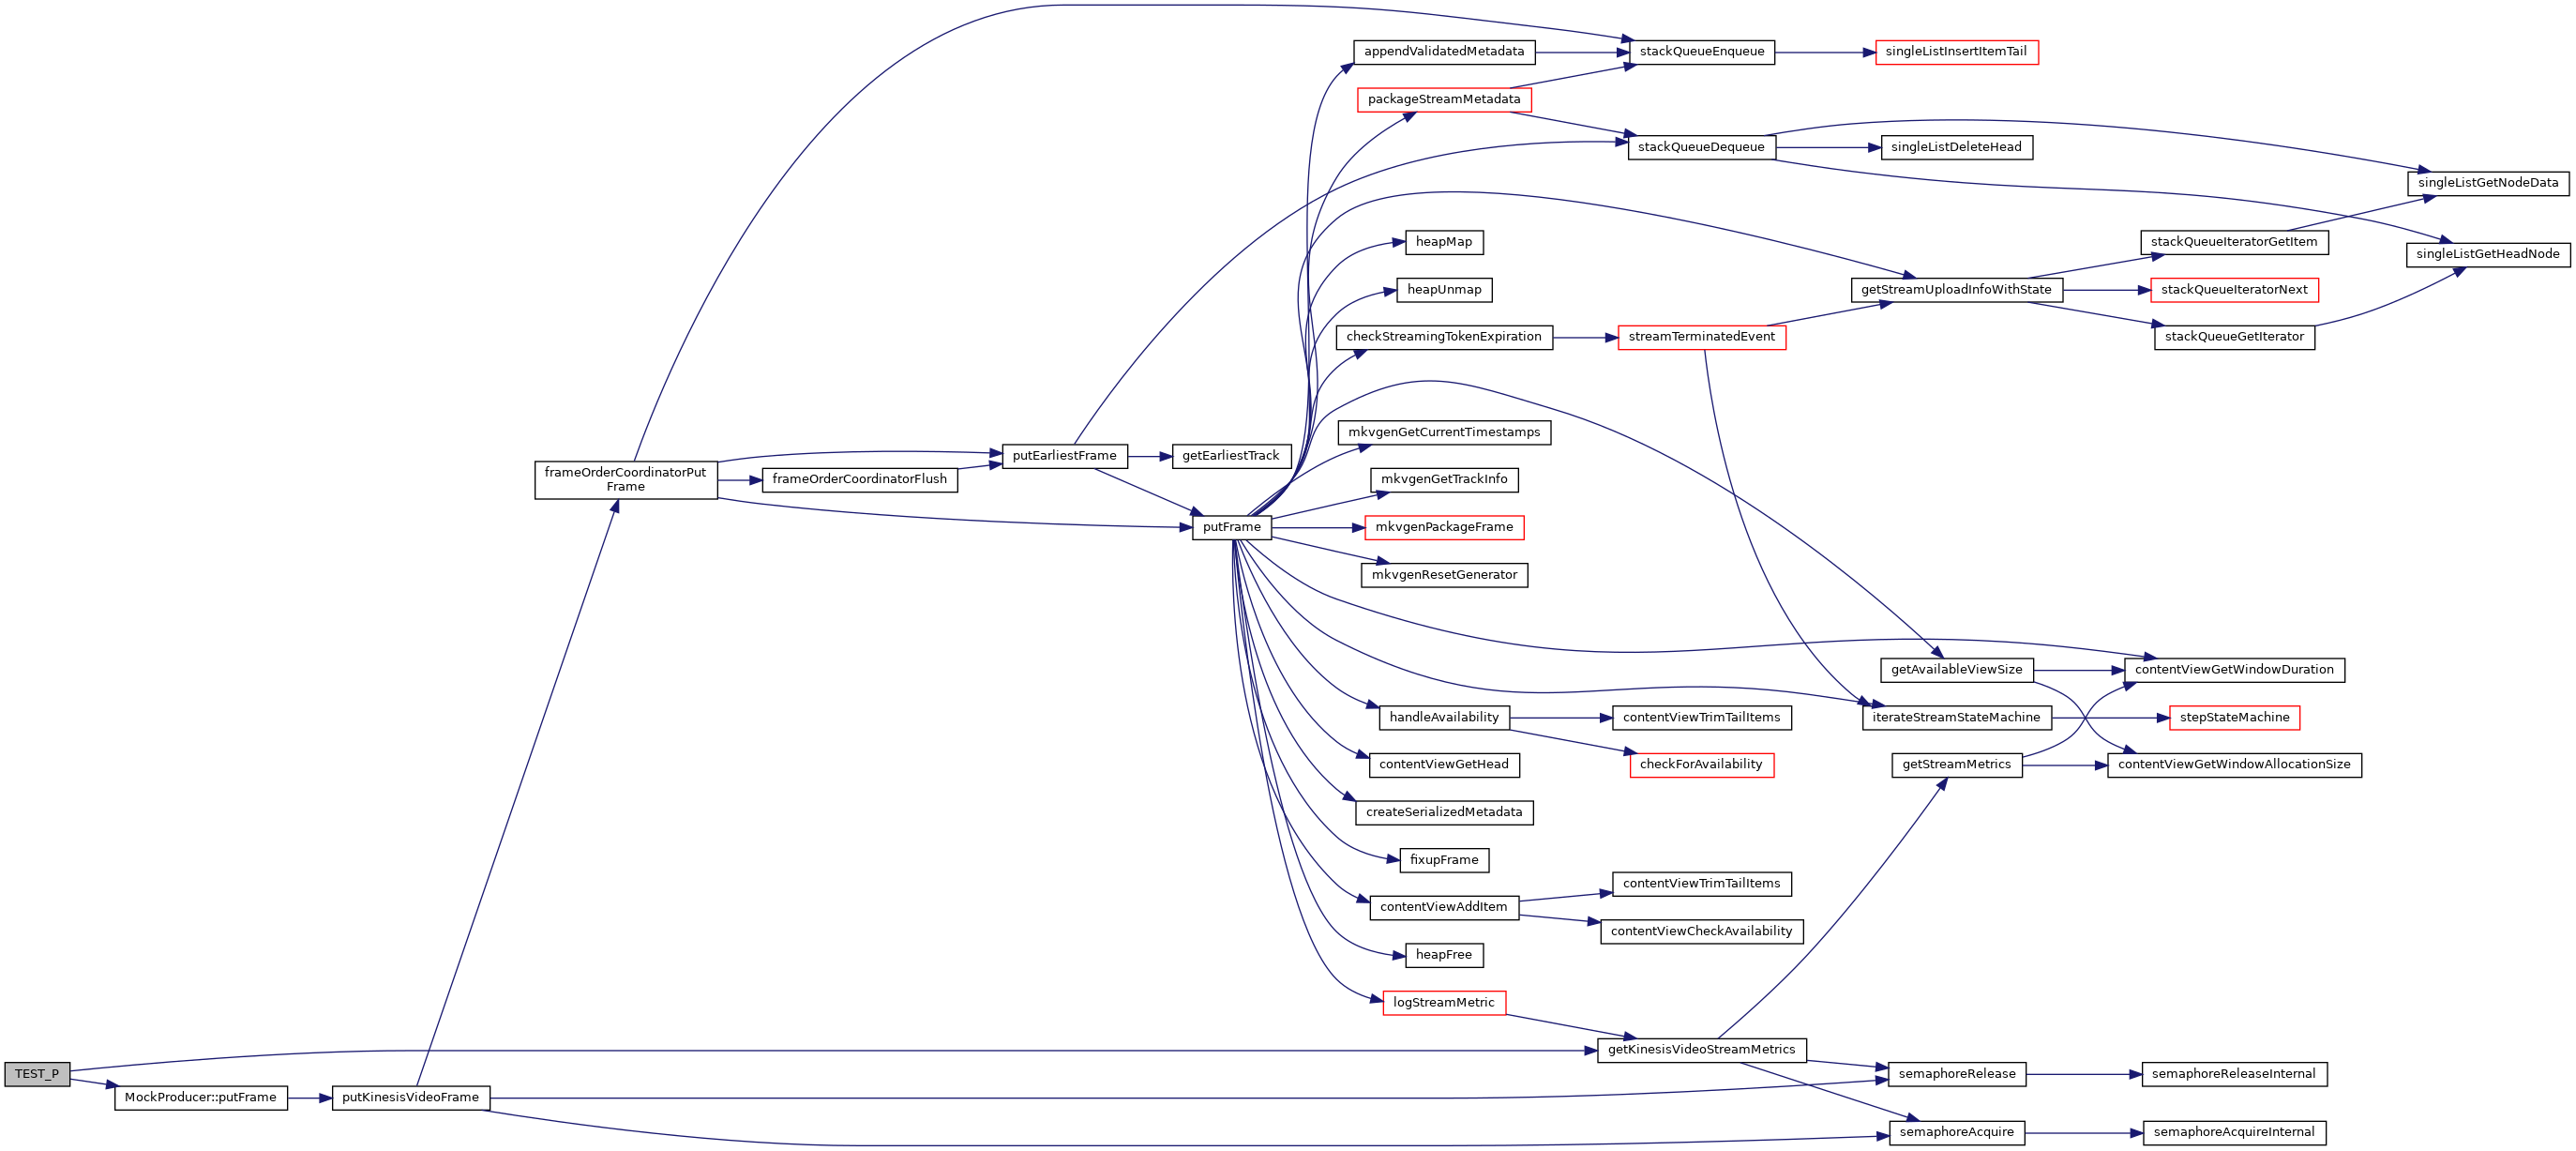 appendValidatedMetadata
stackQueueEnqueue
singleListInsertItemTail
packageStreamMetadata
stackQueueDequeue
singleListDeleteHead
singleListGetNodeData
heapMap
stackQueueIteratorGetItem
singleListGetHeadNode
heapUnmap
getStreamUploadInfoWithState
stackQueueIteratorNext
checkStreamingTokenExpiration
streamTerminatedEvent
stackQueueGetIterator
mkvgenGetCurrentTimestamps
putEarliestFrame
getEarliestTrack
frameOrderCoordinatorPut
Frame
frameOrderCoordinatorFlush
mkvgenGetTrackInfo
putFrame
mkvgenPackageFrame
mkvgenResetGenerator
getAvailableViewSize
contentViewGetWindowDuration
handleAvailability
contentViewTrimTailItems
iterateStreamStateMachine
stepStateMachine
contentViewGetHead
checkForAvailability
getStreamMetrics
contentViewGetWindowAllocationSize
createSerializedMetadata
fixupFrame
contentViewTrimTailItems
contentViewAddItem
contentViewCheckAvailability
heapFree
logStreamMetric
getKinesisVideoStreamMetrics
TEST_P
semaphoreRelease
semaphoreReleaseInternal
MockProducer::putFrame
putKinesisVideoFrame
semaphoreAcquire
semaphoreAcquireInternal